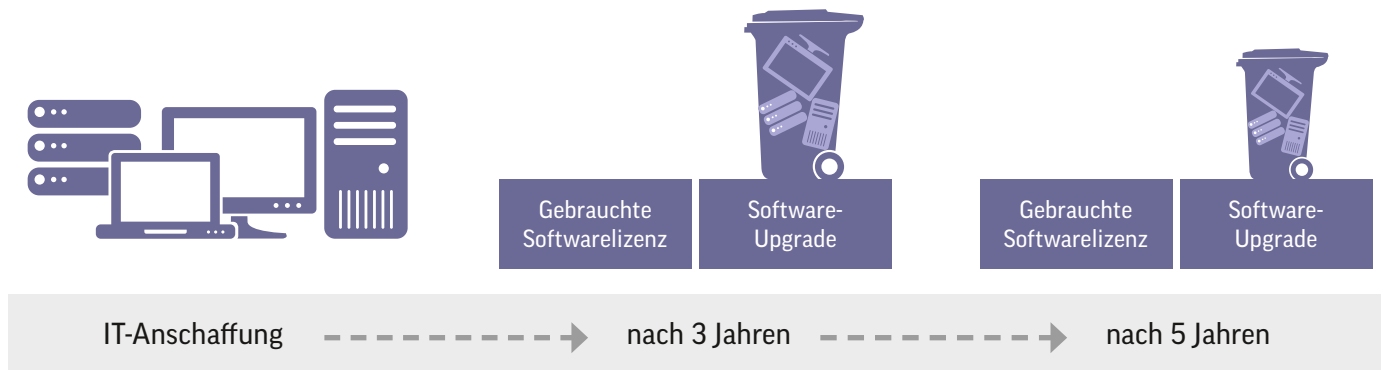 Gebrauchte
Softwarelizenz
Software-
Upgrade
Gebrauchte
Softwarelizenz
Software-
Upgrade
IT-Anschaffung
nach 3 Jahren
nach 5 Jahren